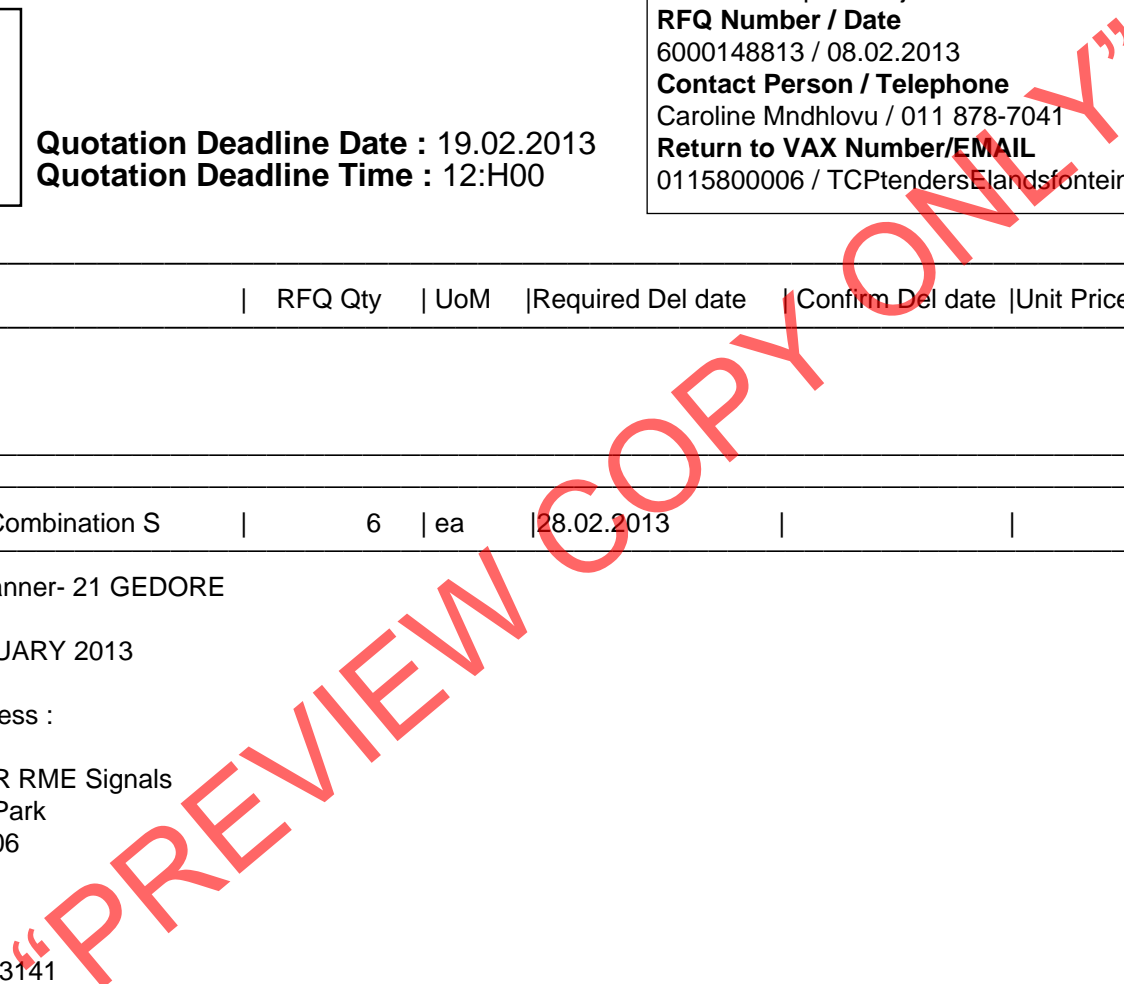 RFQ Number / Date
6000148813 / 08.02.2013
Contact Person / Telephone
Caroline Mndhlovu / 011 878-7041
Return to VAX Number/EMAIL
0115800006 / TCPtendersElandsfontein
Quotation Deadline Date : 19.02.2013
Quotation Deadline Time : 12:H00
| RFQ Qty | UoM |Required Del date | Confirm Del date |Unit Price
Combination S | 6 | ea |28.02.2013 | |
anner- 21 GEDORE
UARY 2013
ess :
R RME Signals
Park
06
3141
“PREVIEW COPY ONLY”